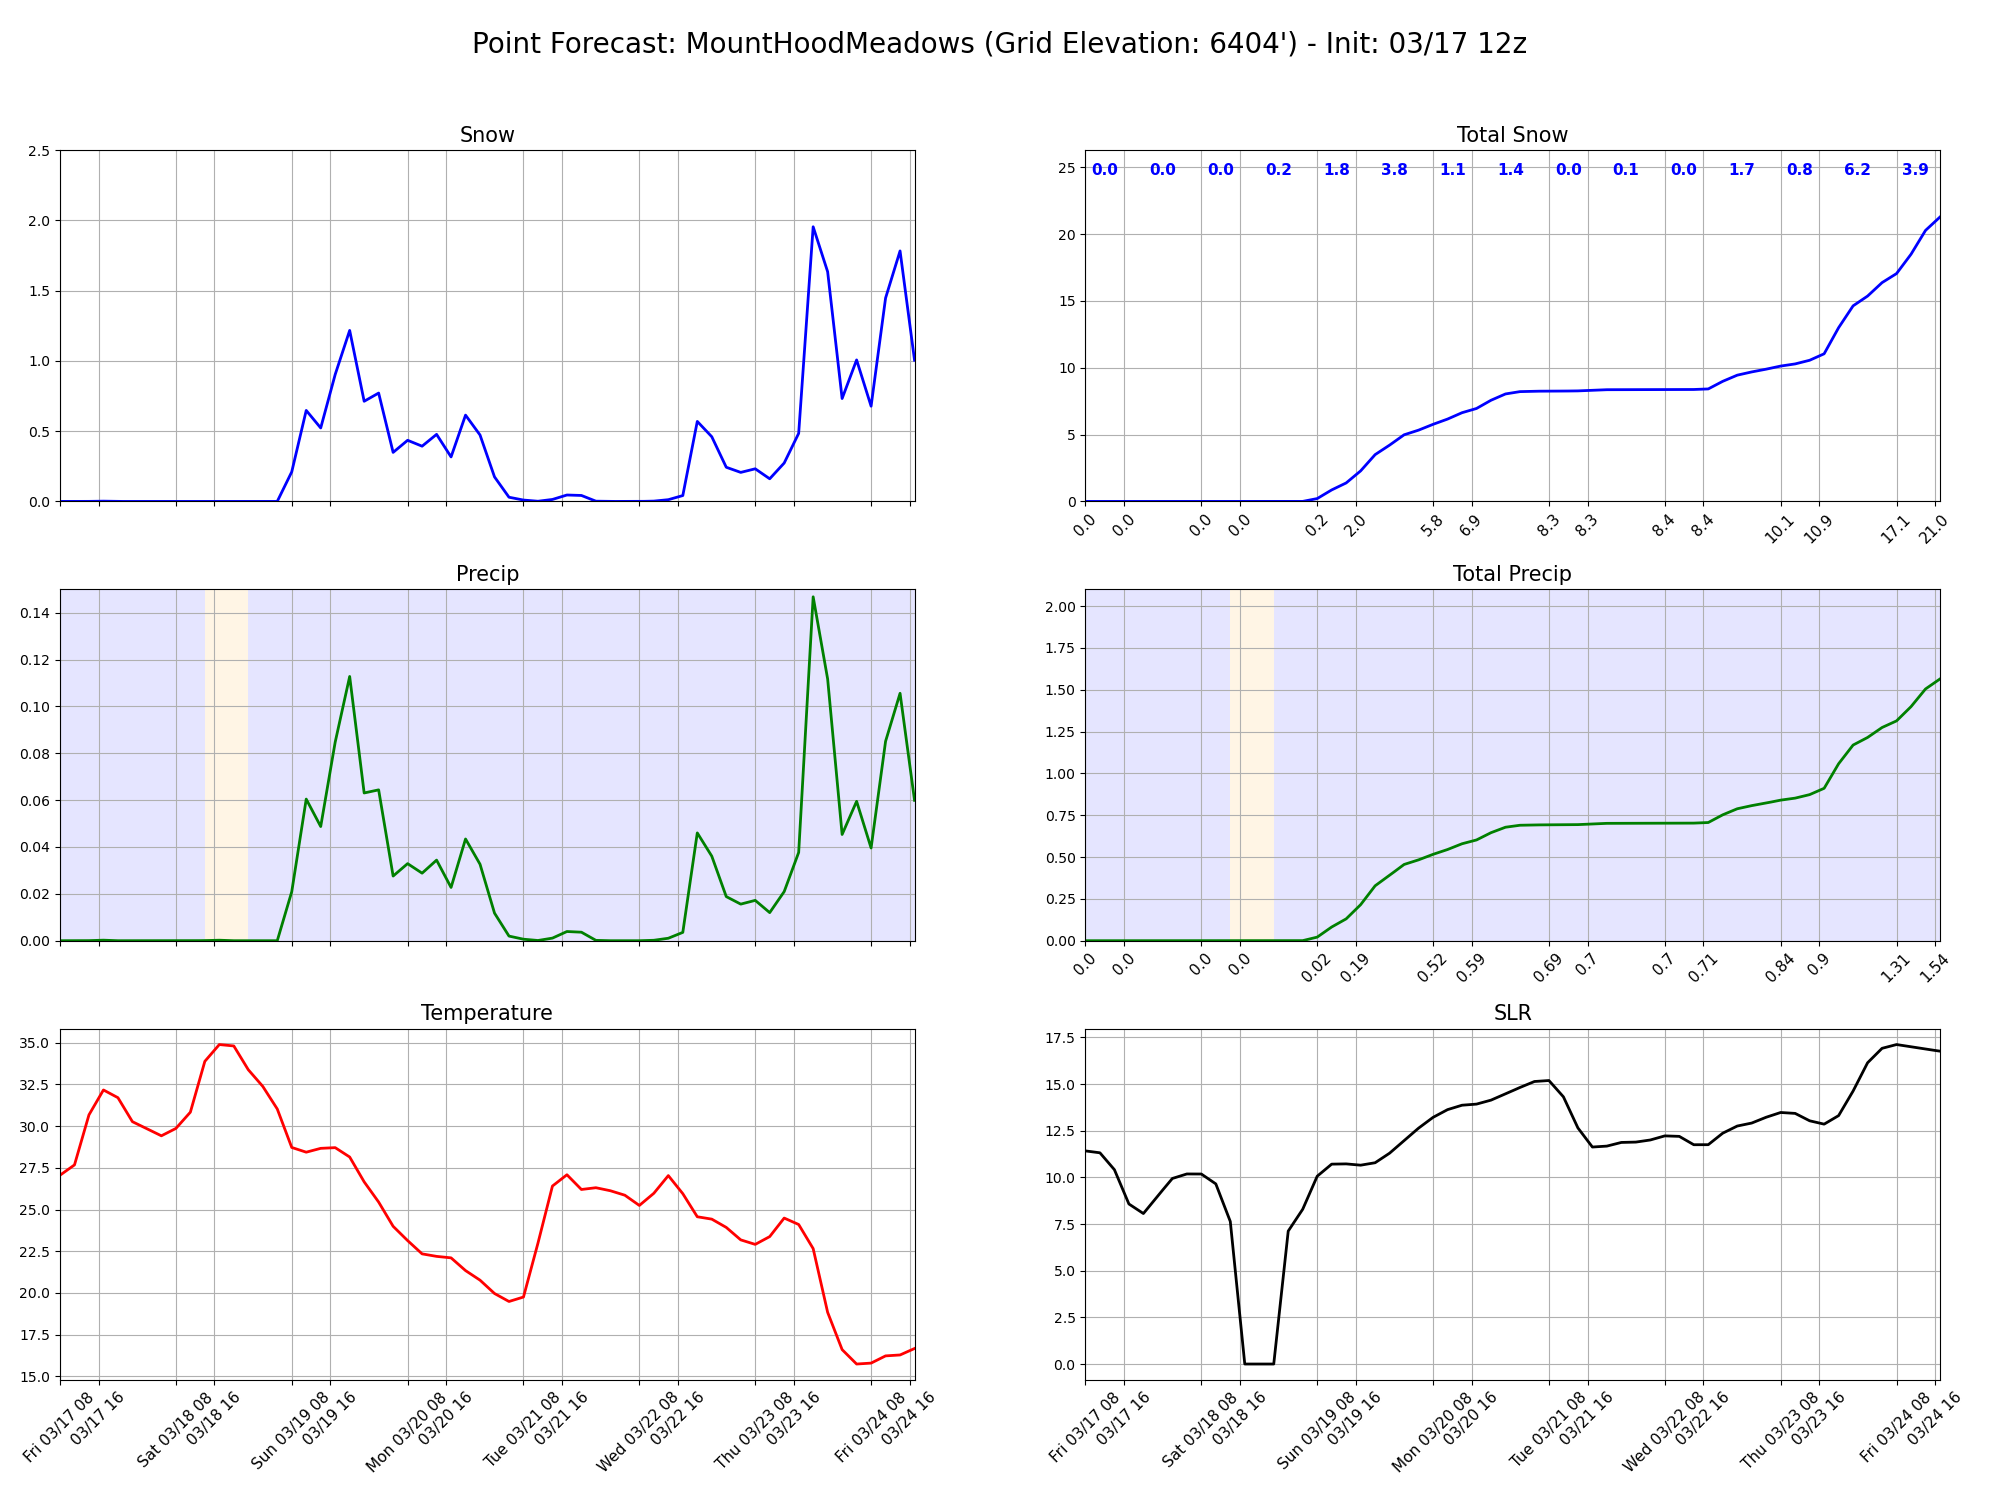 Point Forecast: MountHoodMeadows (Grid Elevation: 6404') - Init: 03/17 12z
Snow
2.5
2.0
1.5
1.0
0.5
0.0
Total Snow
0.0 0.0 0.0 0.2 1.8 3.8 1.1 1.4 0.0 0.1 0.0 1.7 0.8 6.2 3.9
25
20
15
10
5
0
0.0 0.0 0.0 0.0 0.2 2.0 5.8 6.9 8.3 8.3 8.4 8.4 10.1 10.9 17.1 21.0
Precip
0.14
0.12
0.10
0.08
0.06
0.04
0.02
0.00
Total Precip
2.00
1.75
1.50
1.25
1.00
0.75
0.50
0.25
0.00
0.0 0.0 0.0 0.0 0.02 0.19 0.52 0.59 0.69 0.7 0.7 0.71 0.84 0.9 1.31 1.54
Temperature
35.0
32.5
30.0
27.5
25.0
22.5
20.0
17.5
15.0
Fri 03/17 08
03/17 16
Sat 03/18 08
03/18 16
Sun 03/19 08
03/19 16
Mon 03/20 08
03/20 16
Tue 03/21 08
03/21 16
Wed 03/22 08
03/22 16
Thu 03/23 08
03/23 16
Fri 03/24 08
03/24 16
SLR
17.5
15.0
12.5
10.0
7.5
5.0
2.5
0.0
Fri 03/17 08
03/17 16
Sat 03/18 08
03/18 16
Sun 03/19 08
03/19 16
Mon 03/20 08
03/20 16
Tue 03/21 08
03/21 16
Wed 03/22 08
03/22 16
Thu 03/23 08
03/23 16
Fri 03/24 08
03/24 16